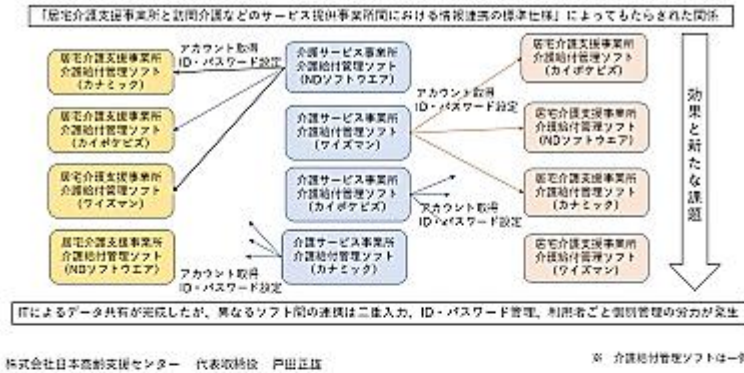 「居宅介護支援事業所と訪問介護などのサービス提供事業所間における情報連携の標準仕様」によってもたらされた関係
居宅介護支援事業所
介護給付管理ソフト
(カナミック)
居宅介護支援事業所
介護給付管理ソフト
(カイポケビズ)
居宅介護支援事業所
介護給付管理ソフト
(ワイズマン)
居宅介護支援事業所
介護給付管理ソフト
(NDソフトウエア)
アカウント取得
ID・パスワード設定
アカウント取得
ID・パスワード設定
介護サービス事業所
介護給付管理ソフト
(NDソフトウエア)
介護サービス事業所
介護給付管理ソフト
(ワイズマン)
介護サービス事業所
介護給付管理ソフト
(カイポケビズ)
介護サービス事業所
介護給付管理ソフト
(カナミック)
アカウント取得
ID・パスワード設定
アカウント取得
ID・パスワード設定
居宅介護支援事業所
介護給付管理ソフト
(カイポケビズ)
居宅介護支援事業所
介護給付管理ソフト
(NDソフトウエア)
居宅介護支援事業所
介護給付管理ソフト
(カナミック)
居宅介護支援事業所
介護給付管理ソフト
(ワイズマン)
効果と新たな課題
ITによるデータ共有が完成したが、異なるソフト間の連携は二重入力、ID・パスワード管理、利用者ごと個別管理の労力が発生
株式会社日本高齢支援センター 代表取締役 戸田正雄
※ 介護給付管理ソフトは一例